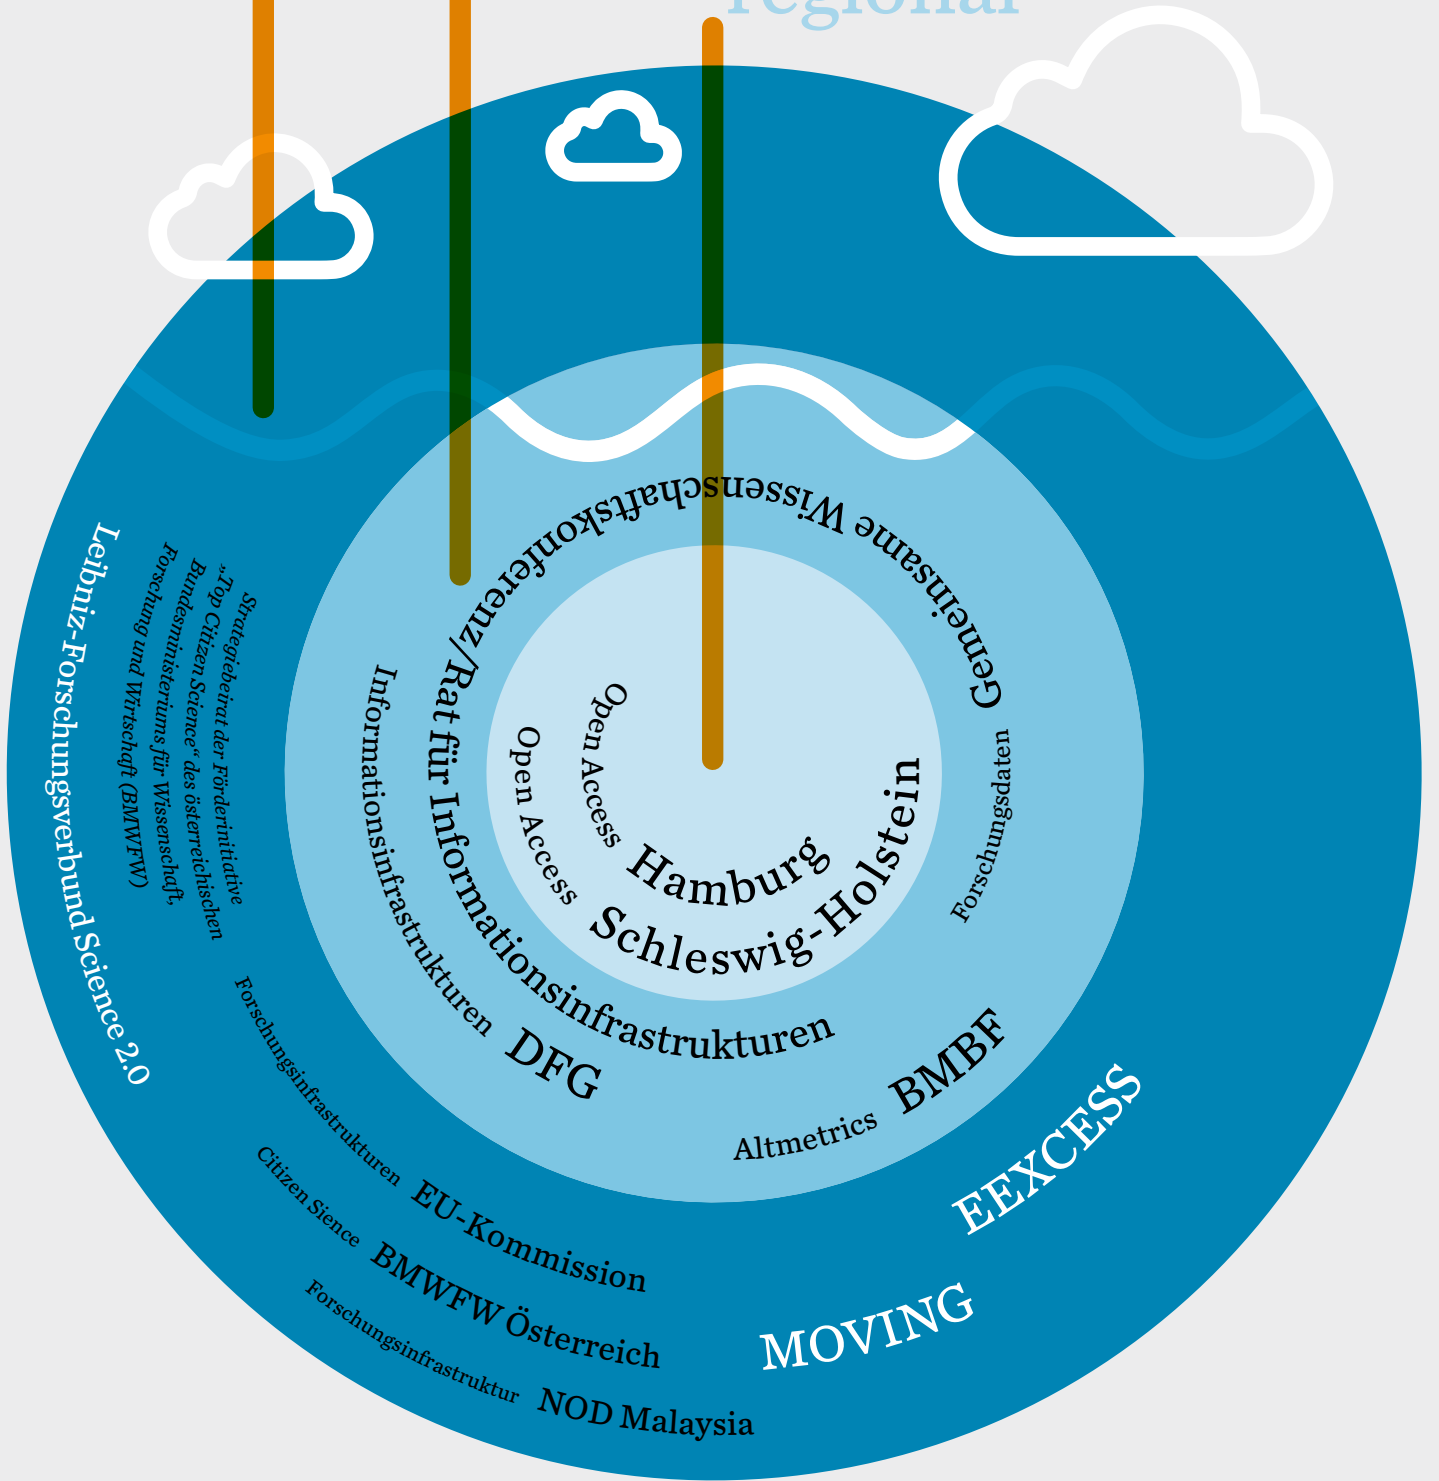 regional
Open Access
Hamburg
Open Access
Schleswig-Holstein
Gemeinsame Wissenschaftskonferenz/Rat für Informationsinfrastrukturen
Forschungsdaten
Informationsinfrastrukturen
DFG
Altmetrics
BMBF
Leibniz-Forschungsverbund Science 2.0
Strategiebeirat der Förderinitiative
„Top Citizen Science“ des österreichischen
Bundesministeriums für Wissenschaft,
Forschung und Wirtschaft (BMWFW)
Forschungsinfrastrukturen
EU-Kommission
Citizen Sience
BMWFW Österreich
Forschungsinfrastruktur
NOD Malaysia
EEXCESS
MOVING